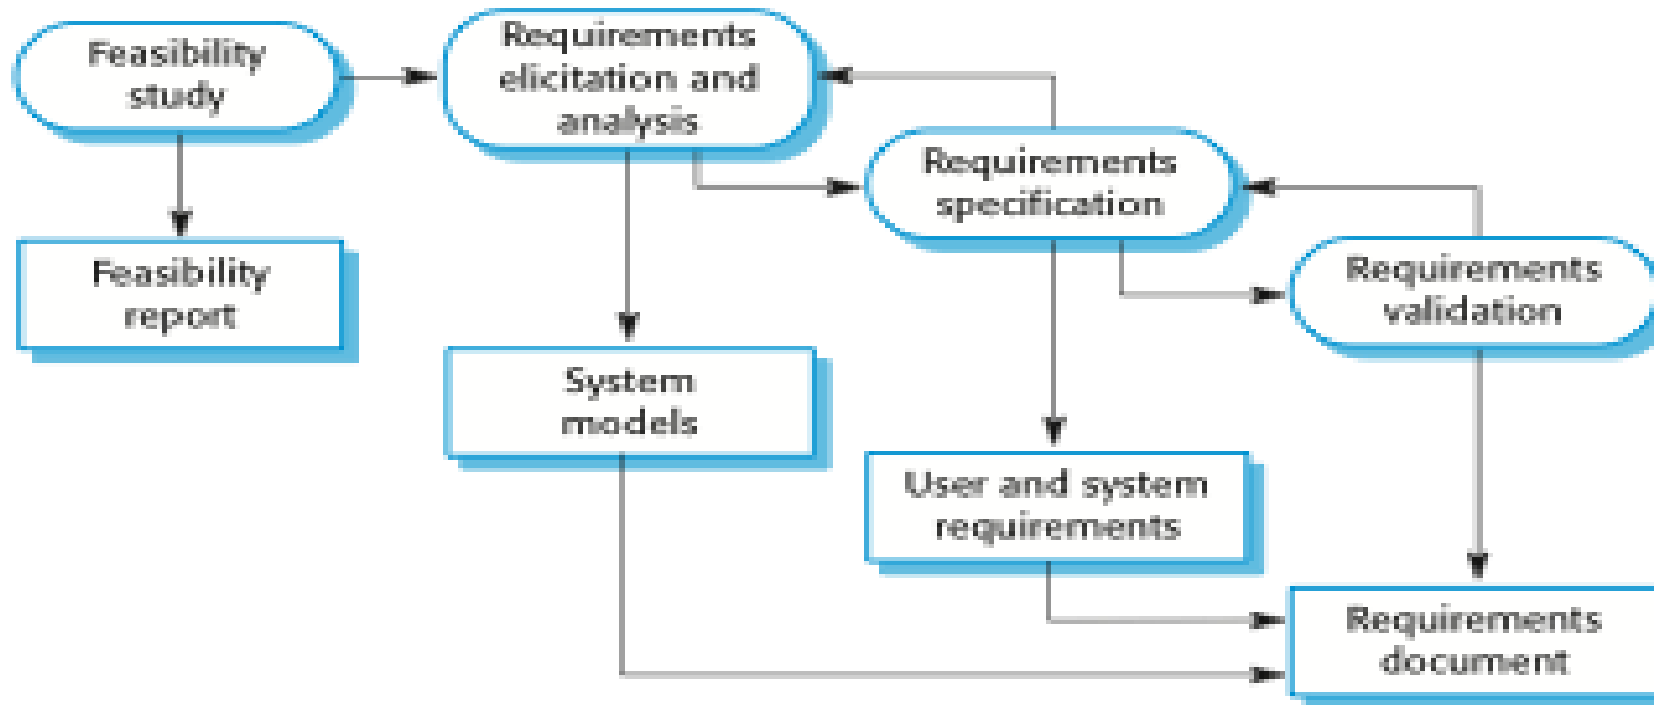 Feasibility
study
Requirements
elicitation and
analysis
Requirements
specification
Requirements
validation
Feasibility
report
System
models
User and system
requirements
Requirements
document